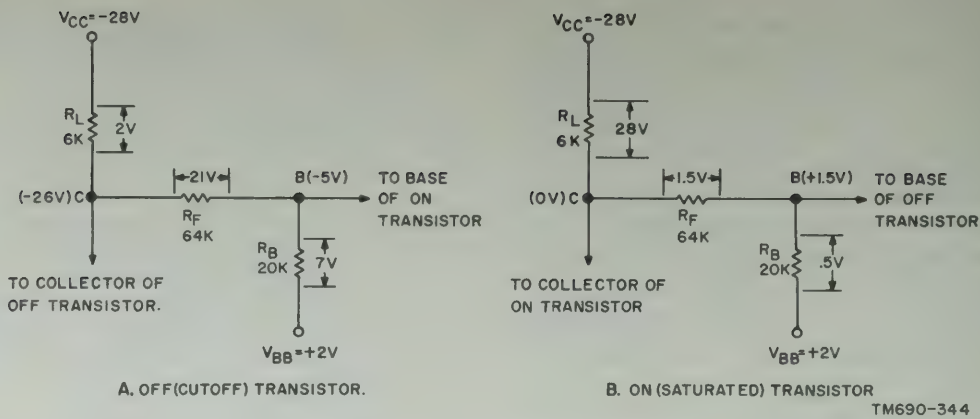 VCC=-28V
RL
6K
2V
(-26V)C
21V
RF
64K
B(-5V)
TO BASE
OF ON
TRANSISTOR
RB
20K
7V
TO COLLECTOR OF
OFF TRANSISTOR.
VBB=+2V
A. OFF(CUTOFF) TRANSISTOR.
VCC=-28V
RL
6K
28V
(0V)C
1.5V
RF
64K
B(+1.5V)
TO BASE
OF OFF
TRANSISTOR
RB
20K
.5V
TO COLLECTOR OF
ON TRANSISTOR
VBB=+2V
B. ON (SATURATED) TRANSISTOR
TM690-344